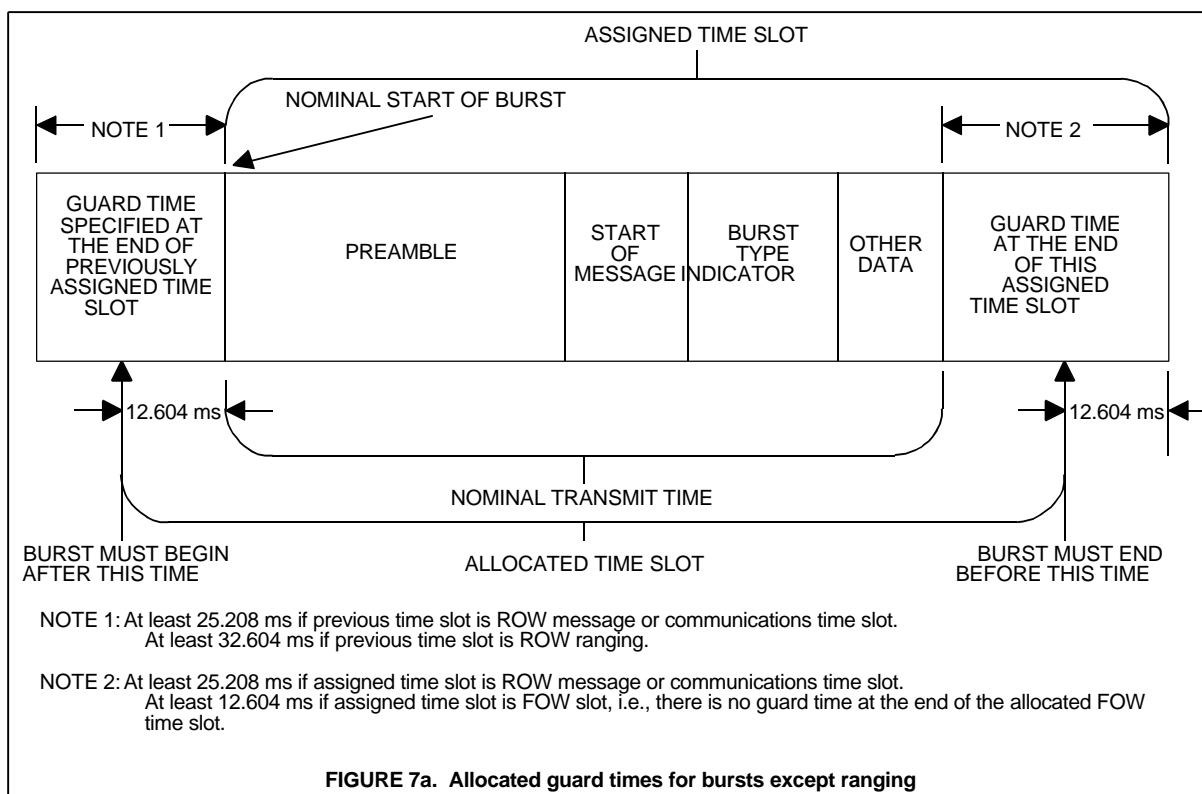 ASSIGNED TIME SLOT
NOMINAL START OF BURST
NOTE 1
NOTE 2
GUARD TIME
SPECIFIED AT
THE END OF
PREVIOUSLY
ASSIGNED TIME
SLOT
PREAMBLE
START
OF
MESSAGE INDICATOR
BURST
TYPE
OTHER
DATA
GUARD TIME
AT THE END
OF THIS
ASSIGNED
TIME SLOT
12.604 ms
12.604 ms
NOMINAL TRANSMIT TIME
BURST MUST BEGIN
AFTER THIS TIME
ALLOCATED TIME SLOT
BURST MUST END
BEFORE THIS TIME
NOTE 1: At least 25.208 ms if previous time slot is ROW message or communications time slot.
At least 32.604 ms if previous time slot is ROW ranging.
NOTE 2: At least 25.208 ms if assigned time slot is ROW message or communications time slot.
At least 12.604 ms if assigned time slot is FOW slot, i.e., there is no guard time at the end of the allocated FOW
time slot.
FIGURE 7a. Allocated guard times for bursts except ranging